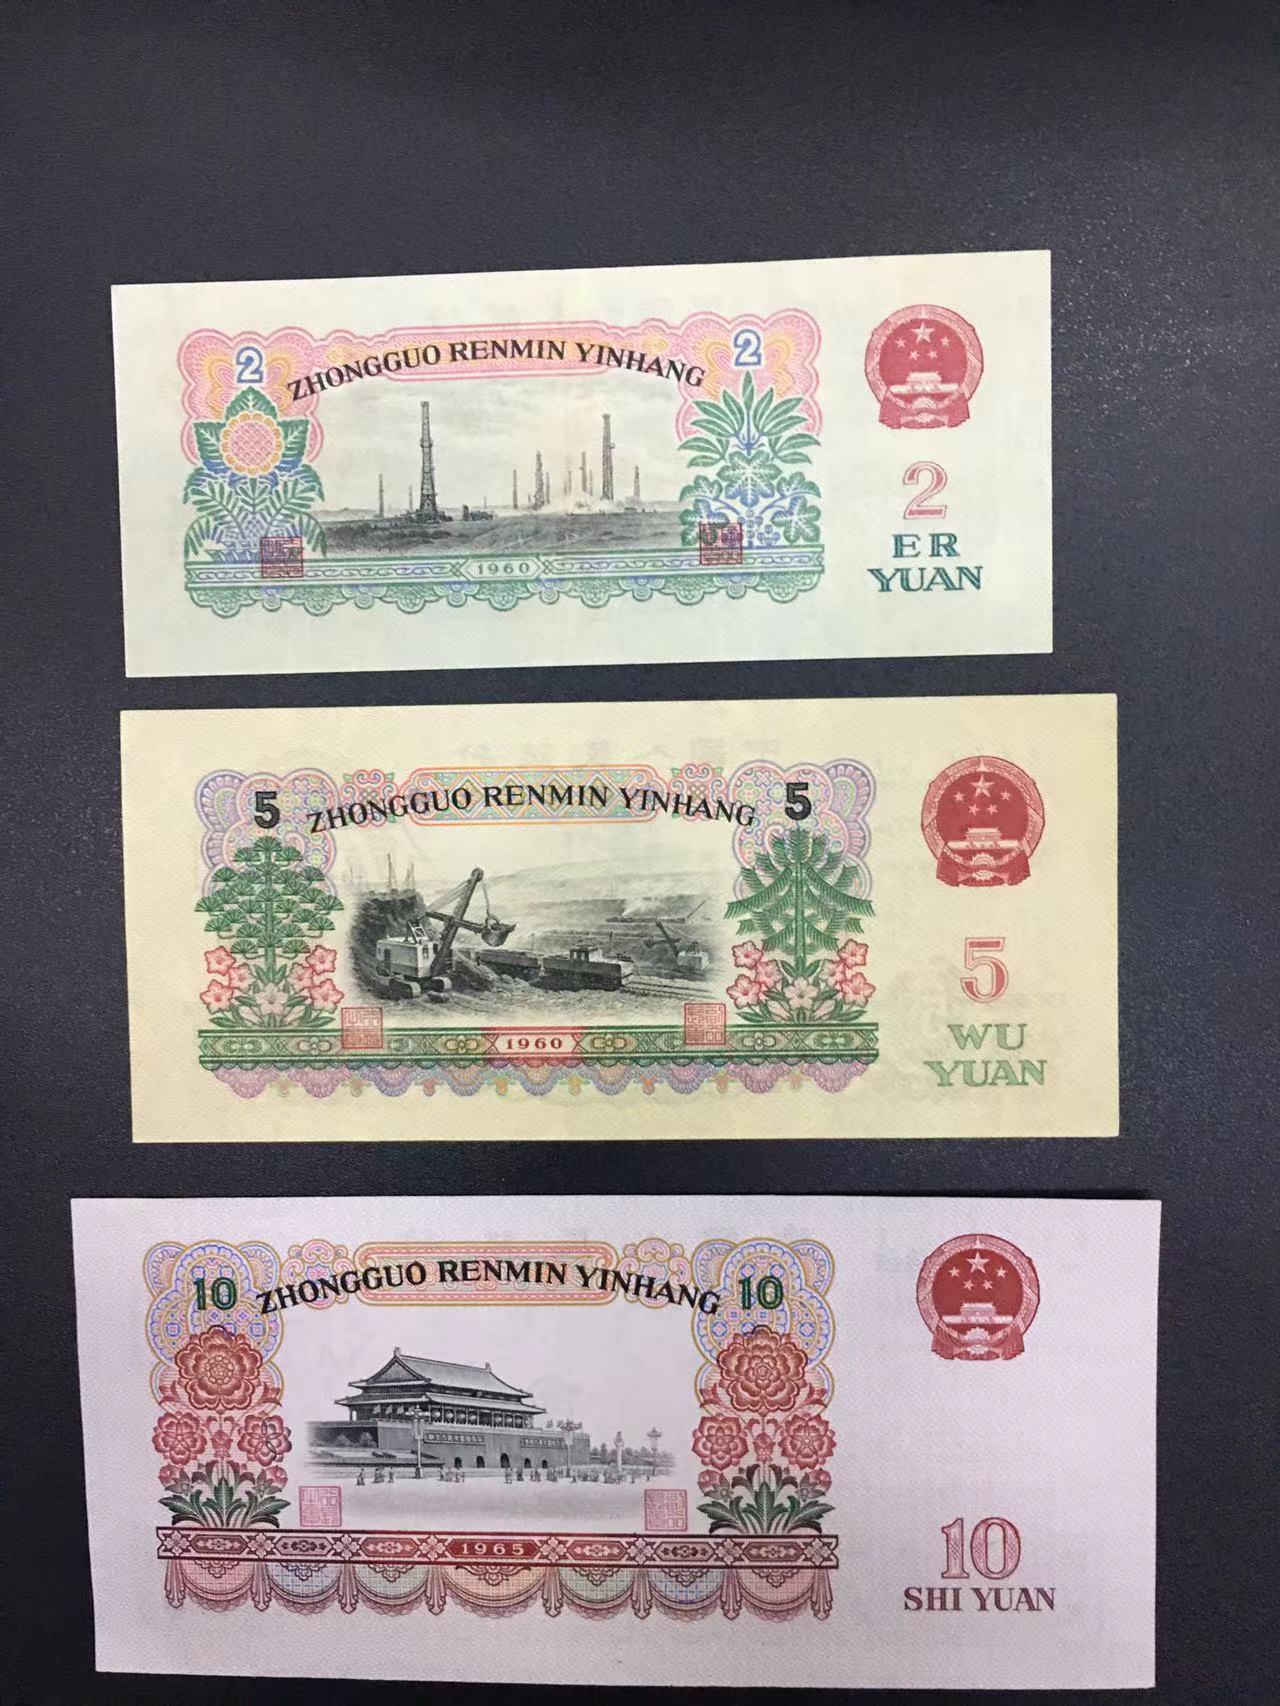 2 ZHONGGUO RENMIN YINHANG 2
1960
2
ER
YUAN
5 ZHONGGUO RENMIN YINHANG 5
1960
5
WU
YUAN
10 ZHONGGUO RENMIN YINHANG 10
1965
10
SHI YUAN